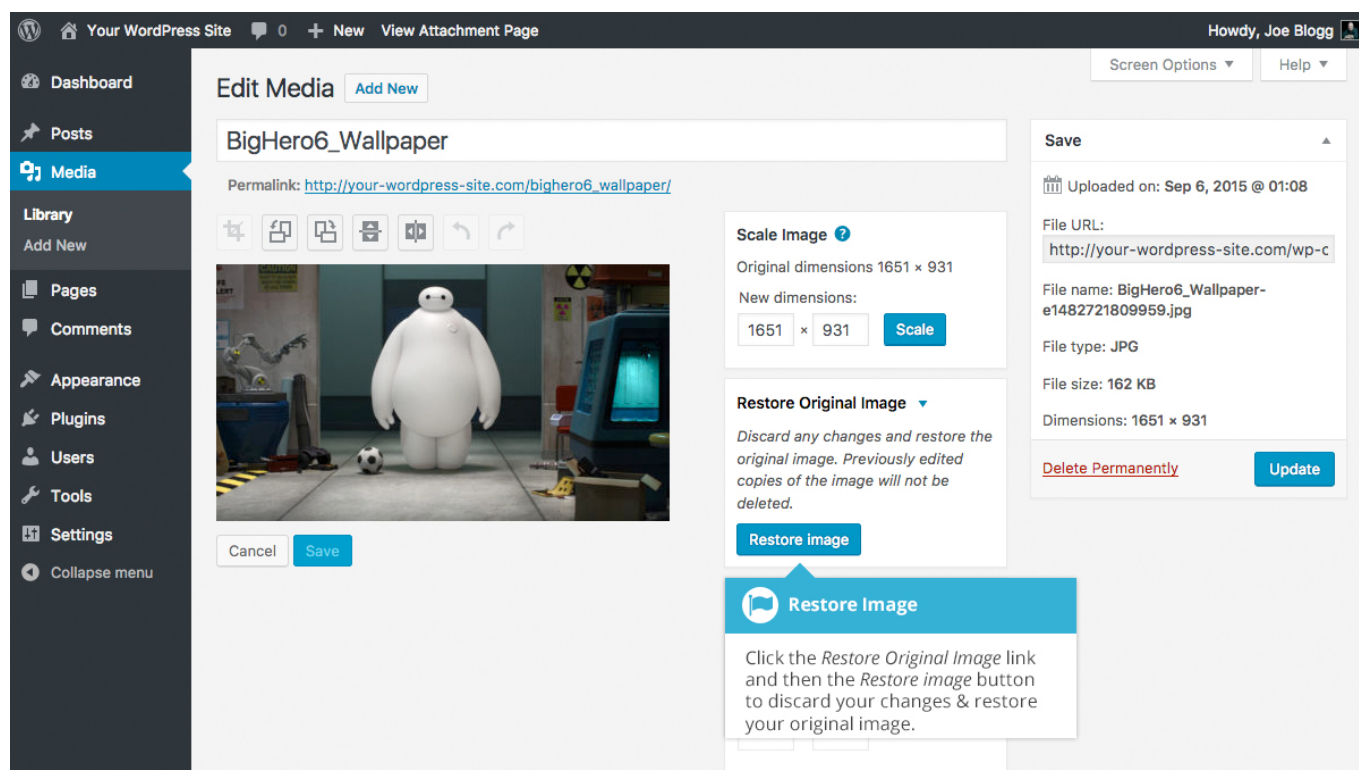 Your WordPress Site 0 + New View Attachment Page Howdy, Joe Blogg
Screen Options ▼ Help ▼
Dashboard
Posts
Media
Library
Add New
Pages
Comments
Appearance
Plugins
Users
Tools
Settings
Collapse menu
Edit Media Add New
BigHero6_Wallpaper
Permalink: http://your-wordpress-site.com/bighero6_wallpaper/
CAUTION
Cancel Save
Scale Image ?
Original dimensions 1651 × 931
New dimensions:
1651 × 931 Scale
Restore Original Image ▼
Discard any changes and restore the
original image. Previously edited
copies of the image will not be
deleted.
Restore image
Restore Image
Click the Restore Original Image link
and then the Restore image button
to discard your changes & restore
your original image.
Save ▲
Uploaded on: Sep 6, 2015 @ 01:08
File URL:
http://your-wordpress-site.com/wp-c
File name: BigHero6_Wallpaper-
e1482721809959.jpg
File type: JPG
File size: 162 KB
Dimensions: 1651 × 931
Delete Permanently Update